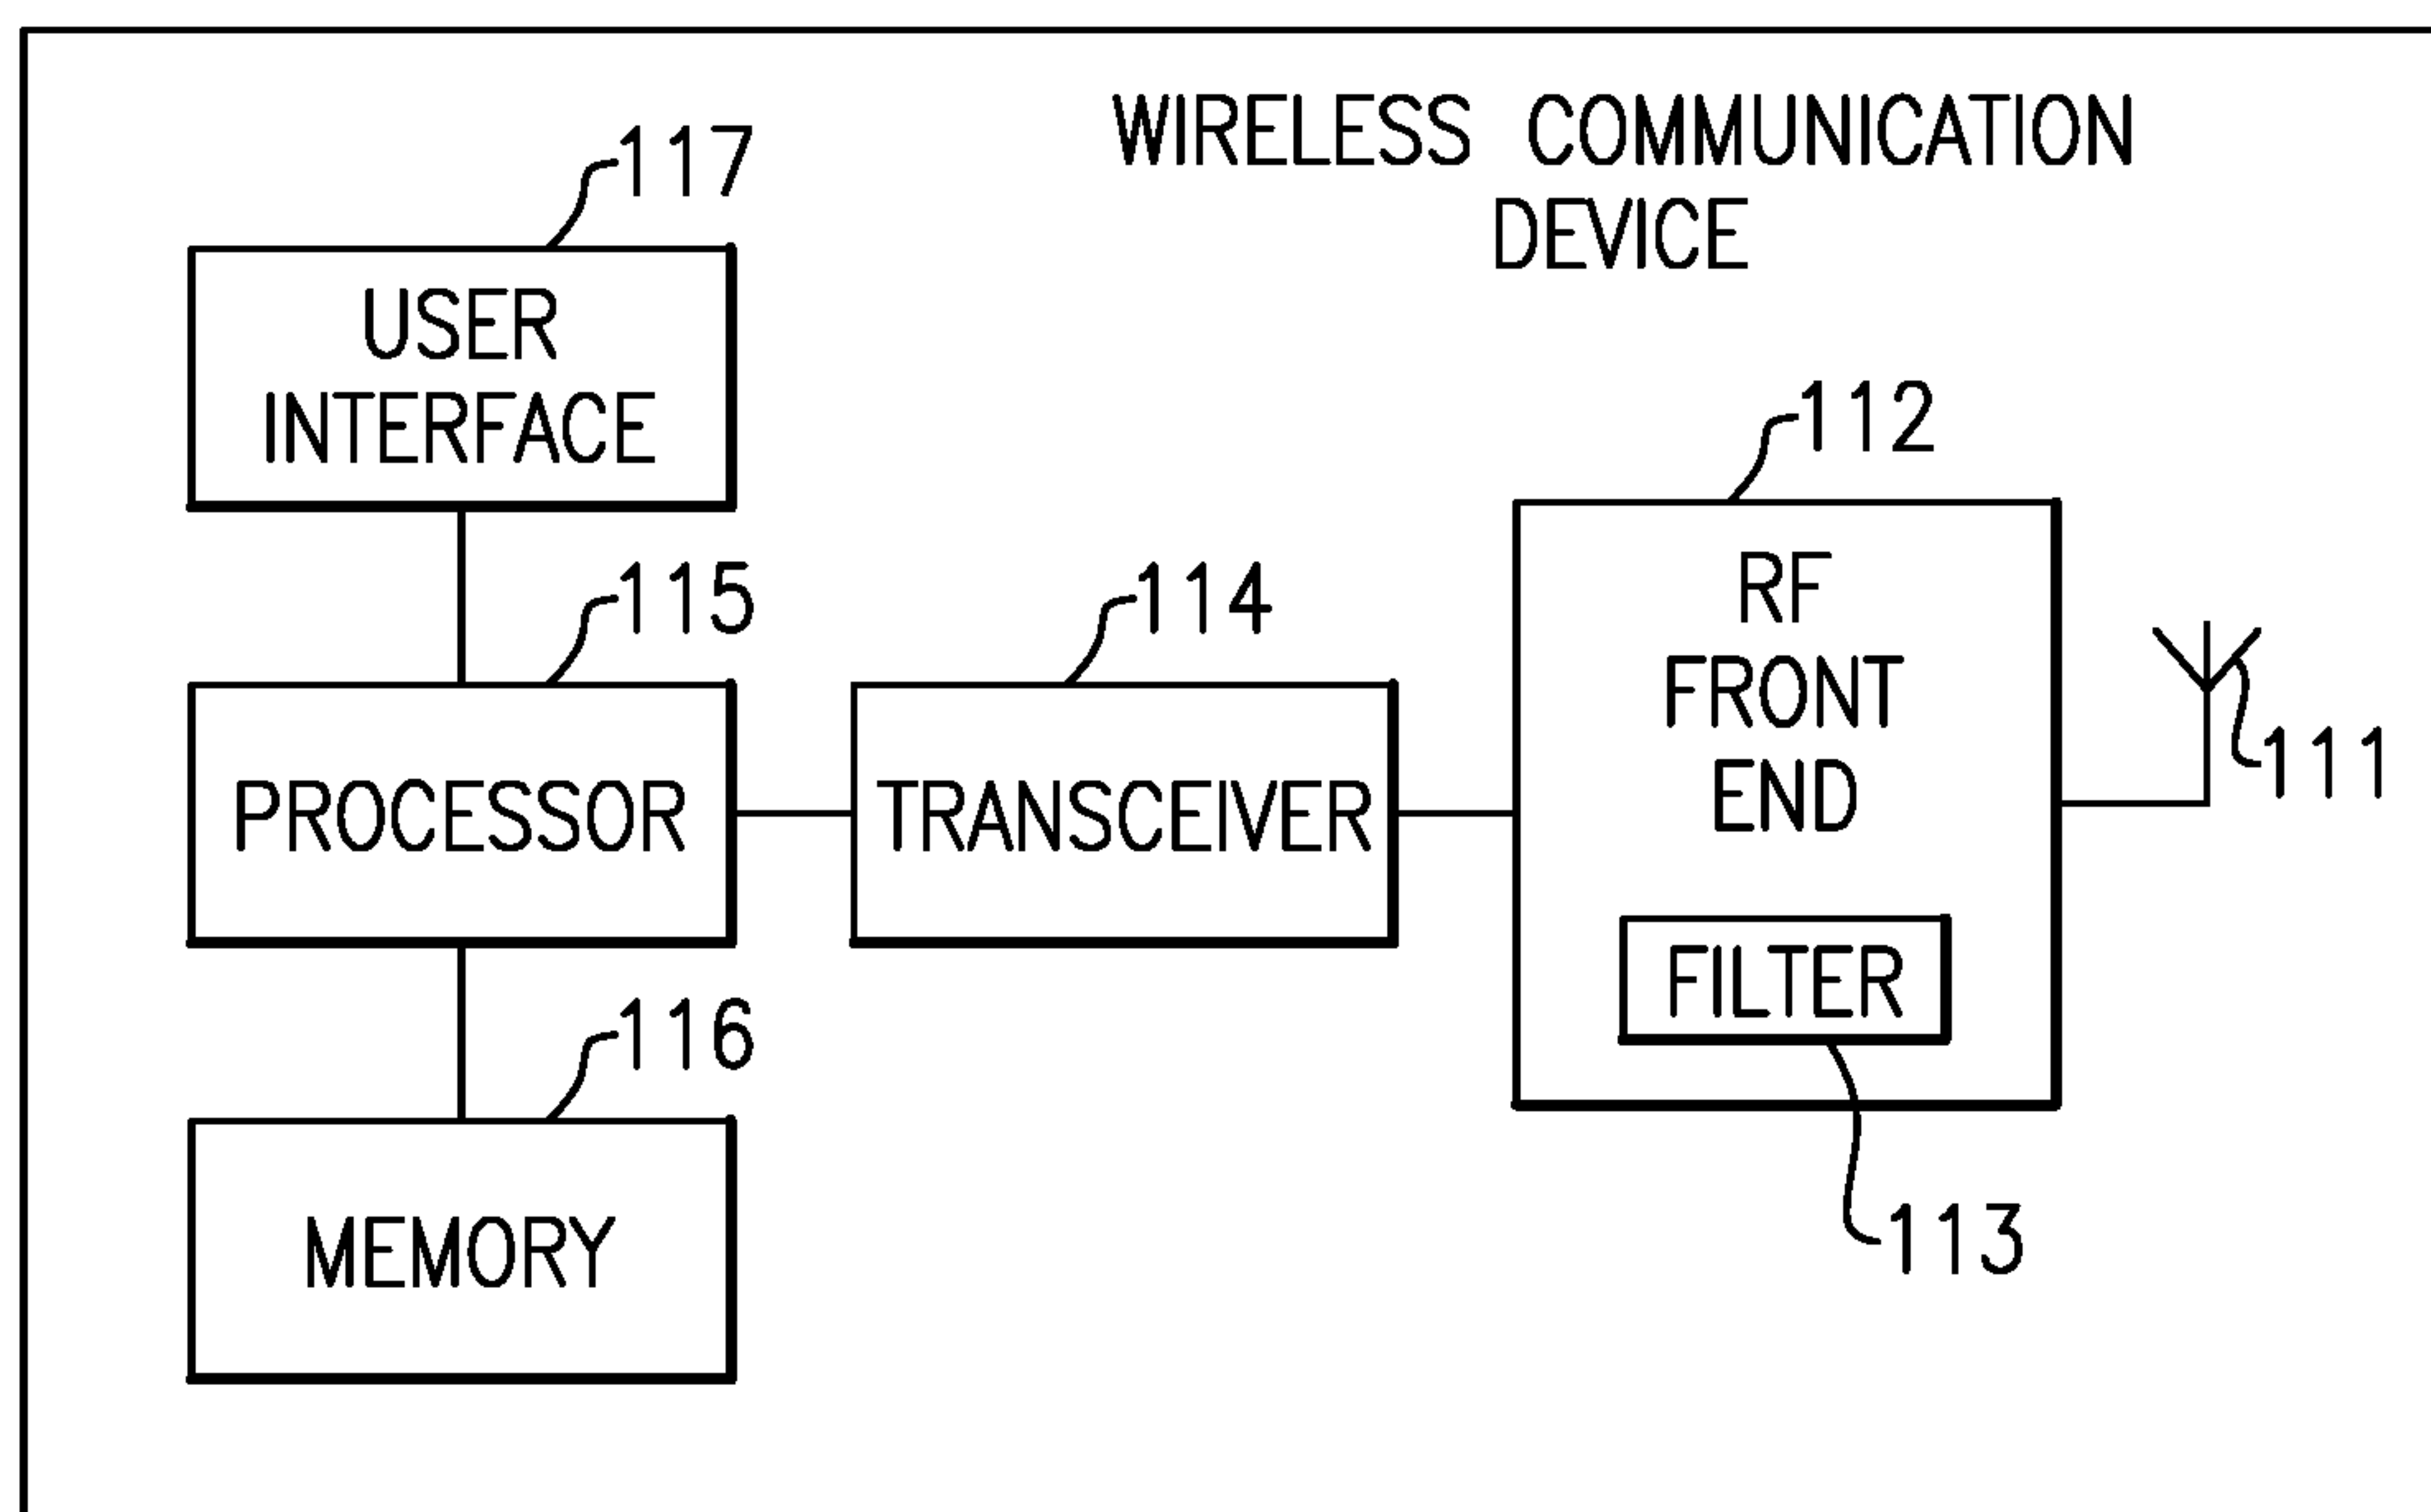 WIRELESS COMMUNICATION
DEVICE
117
USER
INTERFACE
112
115
114
RF
FRONT
END
111
PROCESSOR
TRANSCEIVER
FILTER
116
MEMORY
113